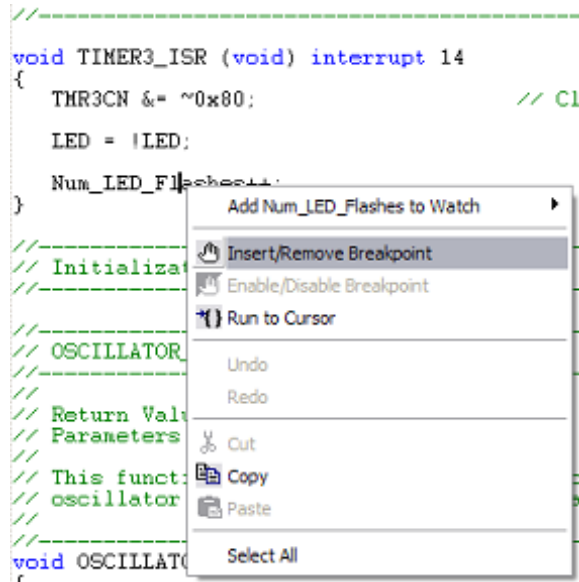 //------------------------------------------------
void TIMER3_ISR (void) interrupt 14
{
TMR3CN &= ~0x80; // Cl
LED = !LED;
Num_LED_Flashes++;
}
Add Num_LED_Flashes to Watch
Insert/Remove Breakpoint
Enable/Disable Breakpoint
Run to Cursor
Undo
Redo
Cut
Copy
Paste
Select All
//------------------------------------------------
// Initializat
//------------------------------------------------
//------------------------------------------------
// OSCILLATOR_
//------------------------------------------------
//
// Return Valu
// Parameters
//
// This funct:
// oscillator
//
//------------------------------------------------
void OSCILLATO
{